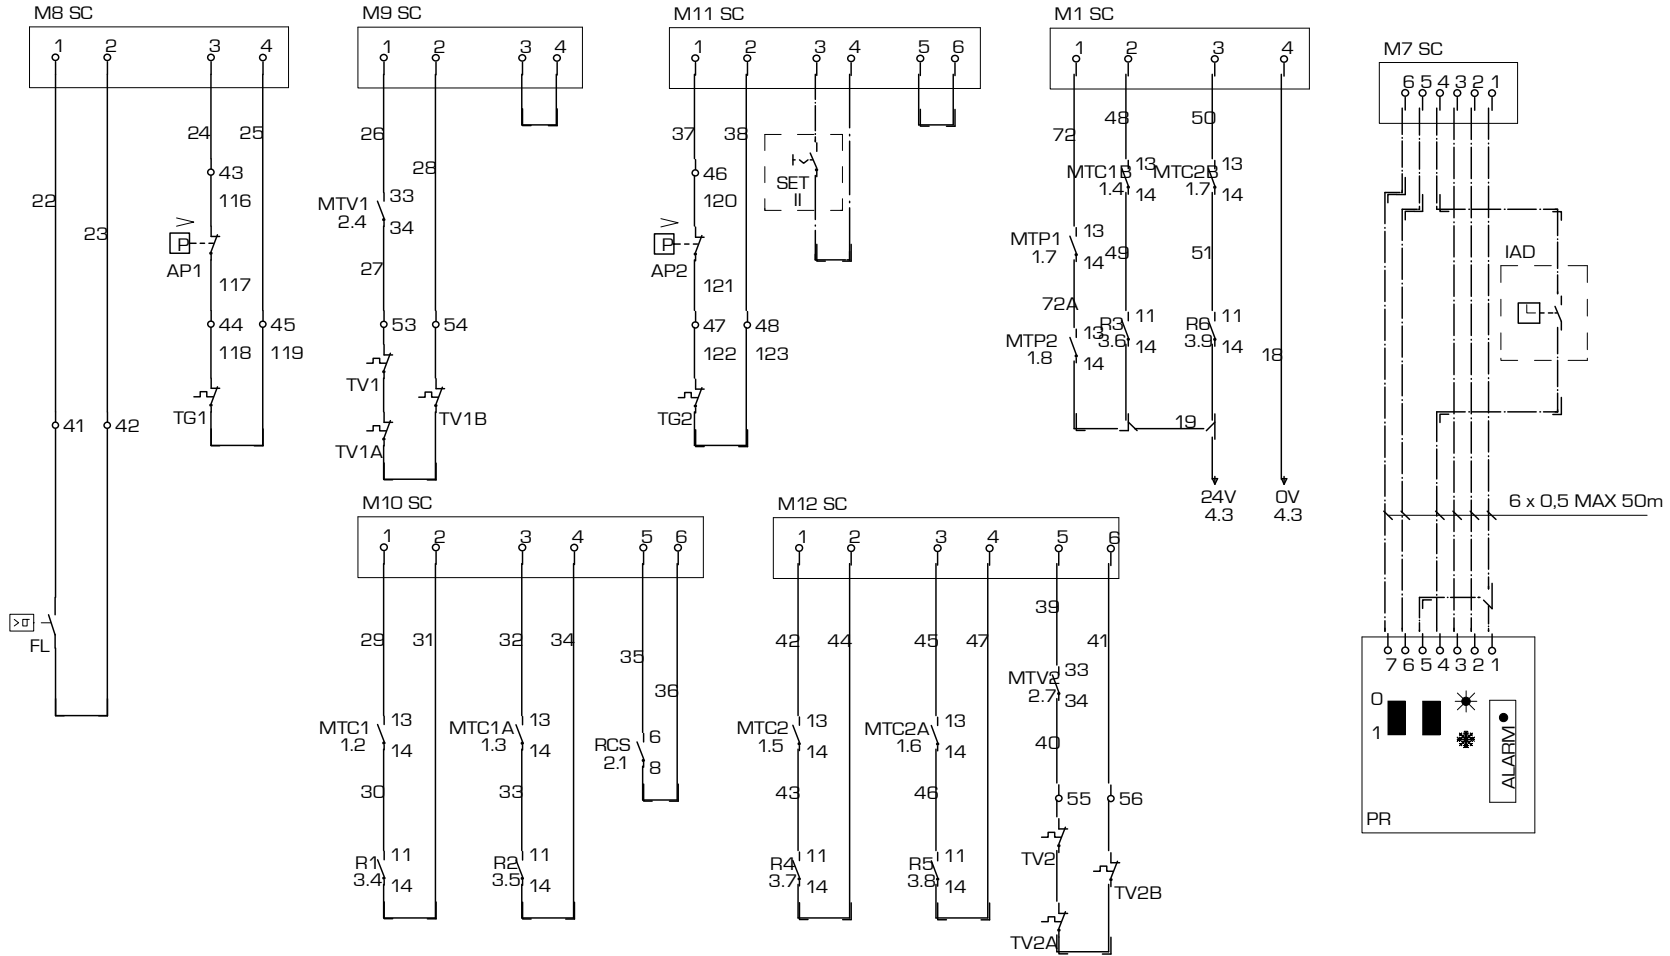 M8 SC
1 2 3 4
24 25
43
22
116
23
P
AP1
117
44 45
118 119
TG1
41 42
FL
M9 SC
1 2 3 4
26
28
MTV1 33
2.4 34
27
53 54
TV1
TV1B
TV1A
M11 SC
1 2 3 4 5 6
37 38
46
SET
II
120
P
AP2
121
47 48
122 123
TG2
M1 SC
1 2 3 4
48 50
72
MTC1B 13
1.4 14
MTC2B 13
1.7 14
MTP1 13
1.7 14
49 51
72A
R3 11
3.6 14
R6 11
3.9 14
MTP2 13
1.8 14
18
19
24V 0V
4.3 4.3
M7 SC
6 5 4 3 2 1
IAD
6 x 0,5 MAX 50m
7 6 5 4 3 2 1
0
1
ALARM
PR
M10 SC
1 2 3 4 5 6
29 31 32 34
35
36
MTC1 13
1.2 14
MTC1A 13
1.3 14
RCS 6
2.1 8
30 33
R1 11
3.4 14
R2 11
3.5 14
M12 SC
1 2 3 4 5 6
39
42 44 45 47 41
MTV2 33
2.7 34
MTC2 13
1.5 14
MTC2A 13
1.6 14
40
43 46
55 56
TV2
R4 11
3.7 14
R5 11
3.8 14
TV2B
TV2A